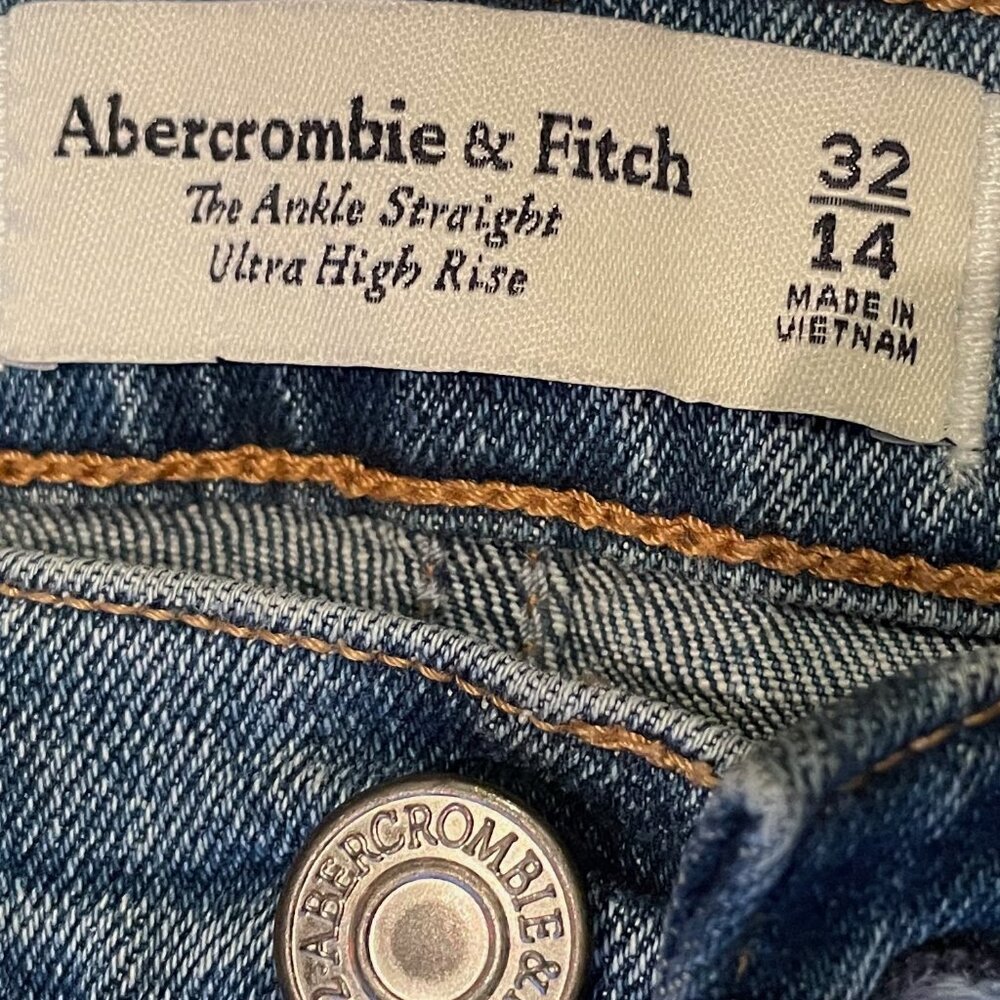 Abercrombie & Fitch
The Ankle Straight
Ultra High Rise
32
14
MADE IN
VIETNAM
ABERCROMBIE &